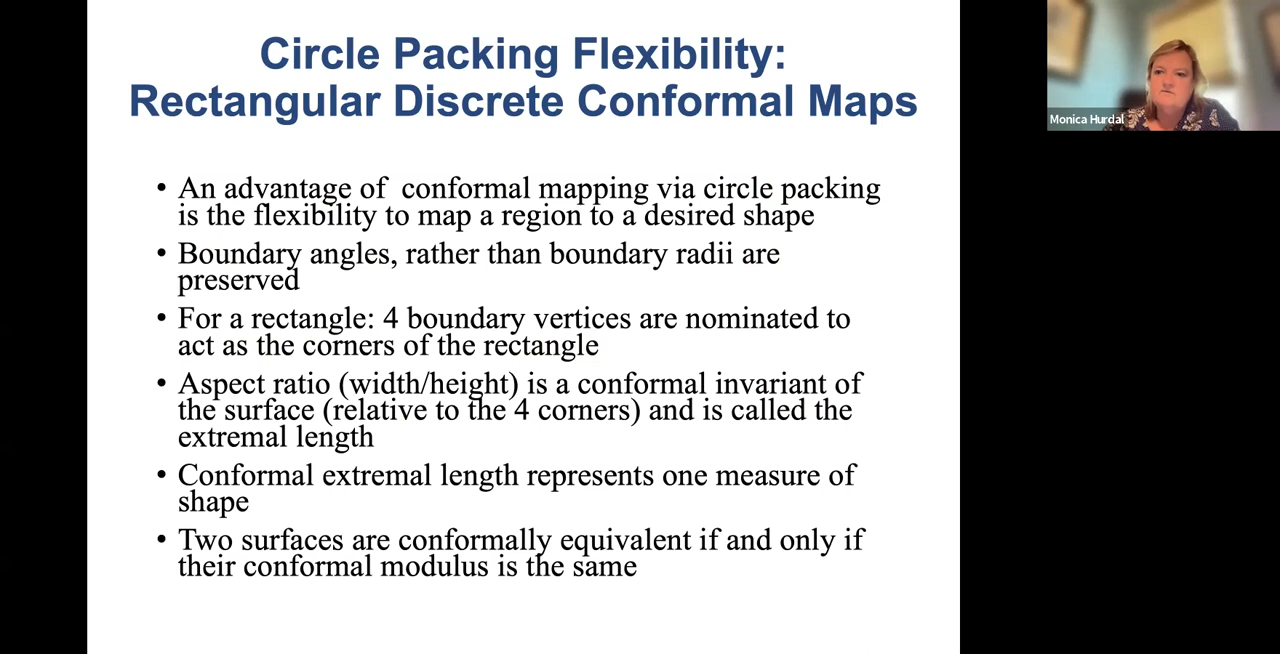 Circle Packing Flexibility:
Rectangular Discrete Conformal Maps
• An advantage of conformal mapping via circle packing
is the flexibility to map a region to a desired shape
• Boundary angles, rather than boundary radii are
preserved
• For a rectangle: 4 boundary vertices are nominated to
act as the corners of the rectangle
• Aspect ratio (width/height) is a conformal invariant of
the surface (relative to the 4 corners) and is called the
extremal length
• Conformal extremal length represents one measure of
shape
• Two surfaces are conformally equivalent if and only if
their conformal modulus is the same
Monica Hurdal